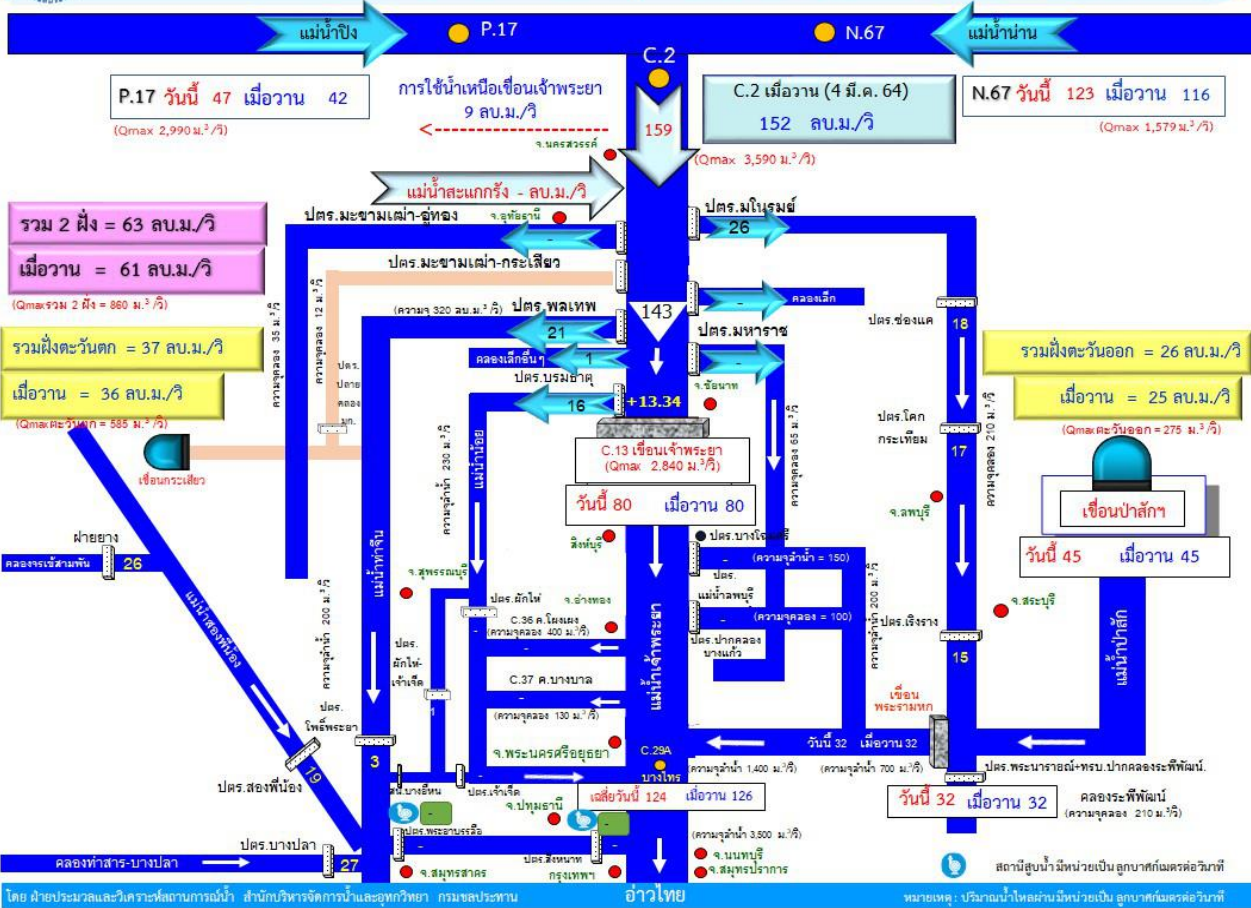 แม่น้ำปิง
P.17
N.67
แม่น้ำน่าน
C.2
P.17 วันนี้ 47 เมื่อวาน 42
(Qmax 2,990 ม.³/วิ)
การใช้น้ำเหนือเขื่อนเจ้าพระยา
9 ลบ.ม./วิ
159
C.2 เมื่อวาน (4 มี.ค. 64)
152 ลบ.ม./วิ
(Qmax 3,590 ม.³/วิ)
N.67 วันนี้ 123 เมื่อวาน 116
(Qmax 1,579 ม.³/วิ)
จ.นครสวรรค์
แม่น้ำสะแกกรัง - ลบ.ม./วิ
รวม 2 ฝั่ง = 63 ลบ.ม./วิ
เมื่อวาน = 61 ลบ.ม./วิ
(Qmaxรวม 2 ฝั่ง = 860 ม.³/วิ)
ปตร.มะขามเฒ่า-อู่ทอง
จ.อุทัยธานี
-
ปตร.มโนรมย์
26
ปตร.มะขามเฒ่า-กระเสียว
(ความจุ 320 ลบ.ม./วิ)
ปตร.พลเทพ
21
143
-
คลองเล็ก
ปตร.มหาราช
-
คลองเล็กอื่นๆ
1
ปตร.บรมธาตุ
16
+13.34
จ.ชัยนาท
ความจุคลอง 35 ม.³/วิ
ความจุคลอง 12 ม.³/วิ
ปตร.
ปลาย
คลอง
มก.
รวมฝั่งตะวันตก = 37 ลบ.ม./วิ
เมื่อวาน = 36 ลบ.ม./วิ
(Qmaxตะวันตก = 585 ม.³/วิ)
รวมฝั่งตะวันออก = 26 ลบ.ม./วิ
เมื่อวาน = 25 ลบ.ม./วิ
(Qmaxตะวันออก = 275 ม.³/วิ)
เขื่อนกระเสียว
C.13 เขื่อนเจ้าพระยา
(Qmax 2,840 ม.³/วิ)
วันนี้ 80 เมื่อวาน 80
ปตร.ช่องแค
18
ปตร.โคก
กระเทียม
17
ความจุคลอง 210 ม.³/วิ
ความจุคลอง 65 ม.³/วิ
จ.ลพบุรี
เขื่อนป่าสักฯ
วันนี้ 45 เมื่อวาน 45
จ.สระบุรี
ปตร.เริงราง
15
แม่น้ำป่าสัก
ความจุลำน้ำ 230 ม.³/วิ
แม่น้ำน้อย
แม่น้ำท่าจีน
ฝายยาง
คลองจรเข้สามพัน
26
แม่น้ำสองพี่น้อง
ความจุลำน้ำ 200 ม.³/วิ
จ.สุพรรณบุรี
สิงห์บุรี
ปตร.บางโฉมศรี
-
(ความจุลำน้ำ = 150)
ปตร.
แม่น้ำลพบุรี
-
(ความจุคลอง = 100)
ปตร.ปากคลอง
บางแก้ว
ความจุลำน้ำ 200 ม.³/วิ
ปตร.ผักไห่
-
จ.อ่างทอง
C.36 ค.โผงเผง
(ความจุคลอง 400 ม.³/วิ)
-
C.37 ค.บางบาล
-
(ความจุคลอง 130 ม.³/วิ)
แม่น้ำเจ้าพระยา
ปตร.
ผักไห่-
เจ้าเจ็ด
1
ปตร.
โพธิ์พระยา
3
ปตร.สองพี่น้อง
19
จ.พระนครศรีอยุธยา
C.29A
บางไทร
เฉลี่ยวันนี้ 124 เมื่อวาน 126
เขื่อน
พระรามหก
วันนี้ 32 เมื่อวาน 32
(ความจุลำน้ำ 1,400 ม.³/วิ)
(ความจุลำน้ำ 700 ม.³/วิ)
ปตร.พระนารายณ์+ทรบ.ปากคลองระพีพัฒน์.
วันนี้ 32 เมื่อวาน 32
คลองระพีพัฒน์
(ความจุคลอง 210 ม.³/วิ)
สน.บางยี่หน
ปตร.เจ้าเจ็ด
-
-
-
จ.ปทุมธานี
-
ปตร.พระยาบรรลือ
-
-
ปตร.สิงหนาท
(ความจุลำน้ำ 3,500 ม.³/วิ)
จ.นนทบุรี
จ.สมุทรปราการ
ปตร.บางปลา
คลองท่าสาร-บางปลา
27
จ.สมุทรสาคร
กรุงเทพฯ
สถานีสูบน้ำ มีหน่วยเป็น ลูกบาศก์เมตรต่อวินาที
โดย ฝ่ายประมวลและวิเคราะห์สถานการณ์น้ำ สำนักบริหารจัดการน้ำและอุทกวิทยา กรมชลประทาน
อ่าวไทย
หมายเหตุ : ปริมาณน้ำไหลผ่านมีหน่วยเป็น ลูกบาศก์เมตรต่อวินาที